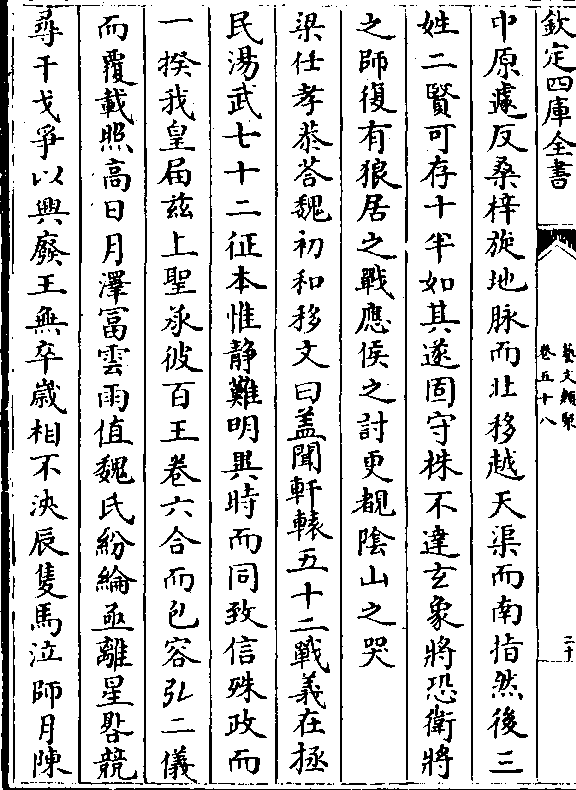 欽定四庫全書
藝文類聚
卷五十八
二十
中原遽反桑梓旋地脉而北移越天渠而南指然後三
姓二賢可存十半如其遂固守株不達玄象將恐衛將
之師復有狼居之戰應侯之討更覩陰山之哭
梁任孝恭荅魏初和移文曰盖聞軒轅五十二戰義在拯
民湯武七十二征本惟静難明異時而同致信殊政而
一揆我皇屆兹上聖承彼百王卷六合而包容弘二儀
而覆載照高日月澤冨雲雨值魏氏紛綸亟離星畧競
尋干戈爭以興廢王無卒歲相不浹辰隻馬泣師月陳